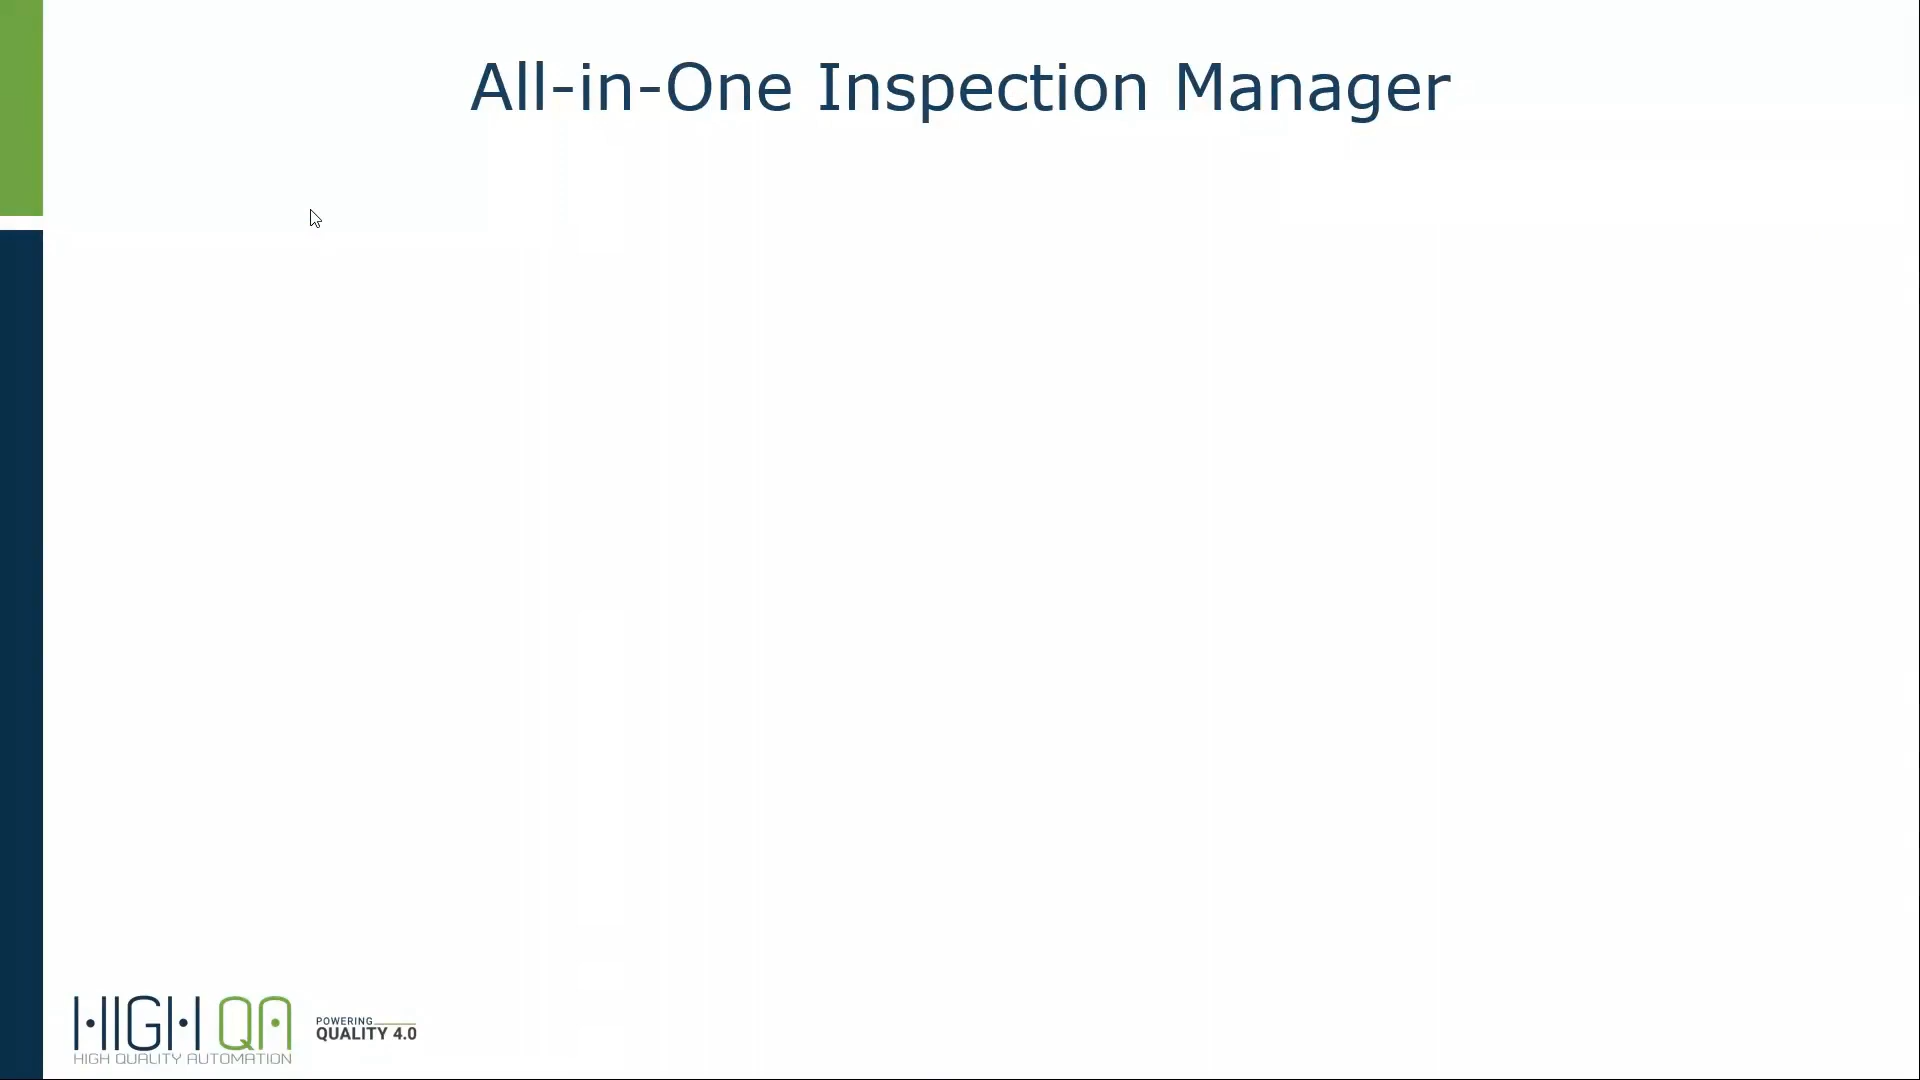 All-in-One Inspection Manager
HIGH QA
HIGH QUALITY AUTOMATION
POWERING
QUALITY 4.0